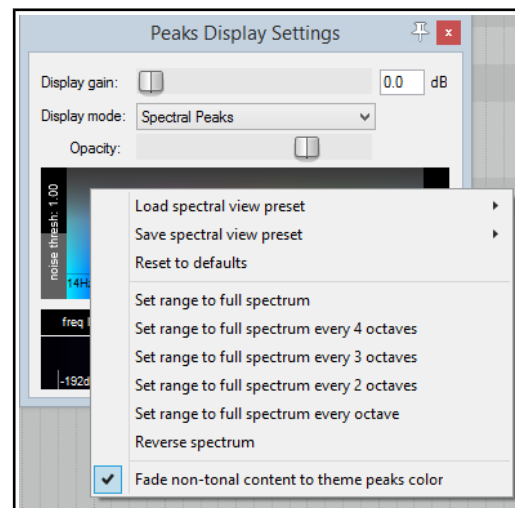 Peaks Display Settings
x
Display gain:
0.0 dB
Display mode: Spectral Peaks
Opacity:
noise thresh: 1.00
14H
freq
-192d
Load spectral view preset
Save spectral view preset
Reset to defaults
Set range to full spectrum
Set range to full spectrum every 4 octaves
Set range to full spectrum every 3 octaves
Set range to full spectrum every 2 octaves
Set range to full spectrum every octave
Reverse spectrum
Fade non-tonal content to theme peaks color